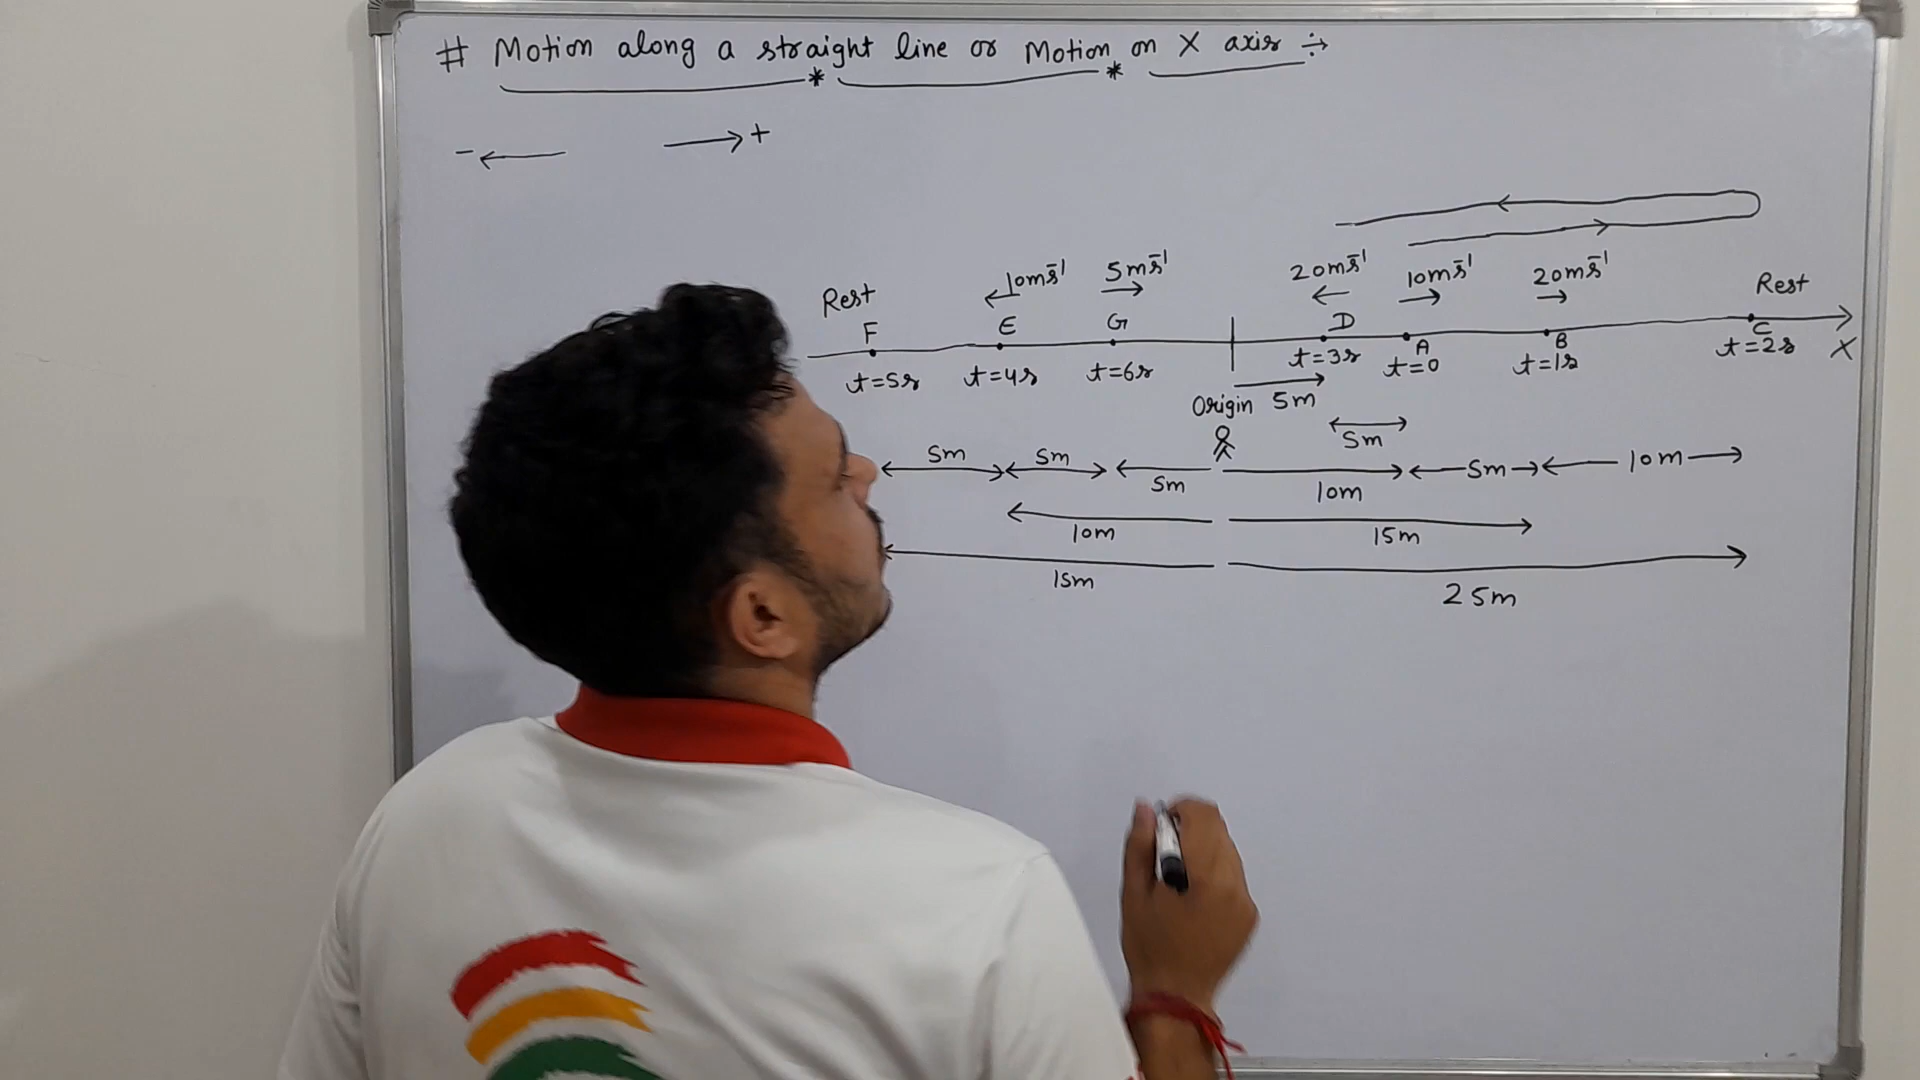 # Motion along a straight line or Motion on X axis ÷
* *
- ← → +
Rest ←10ms⁻¹ 5ms⁻¹ 20ms⁻¹ 10ms⁻¹ 20ms⁻¹ Rest
F E G D A B C X
t=5s t=4s t=6s t=3s t=0 t=1s t=2s
Origin 5m
5m
5m 5m 5m 10m 5m 10m
10m 15m
15m 25m